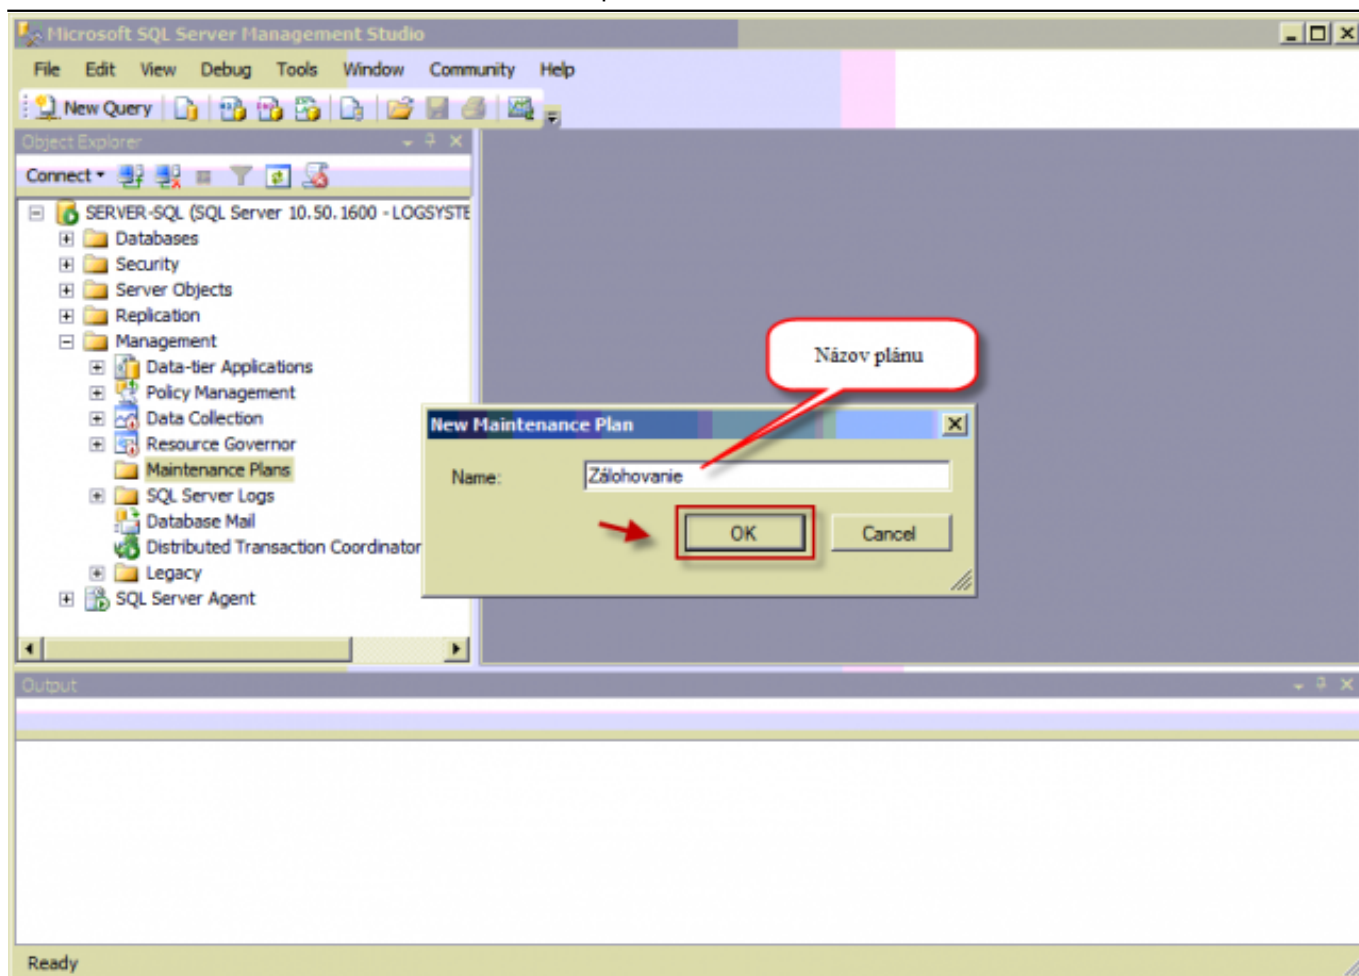 Microsoft SQL Server Management Studio
File Edit View Debug Tools Window Community Help
New Query
Object Explorer
Connect
SERVER-SQL (SQL Server 10.50.1600 - LOGSYSTE
Databases
Security
Server Objects
Replication
Management
Data-tier Applications
Policy Management
Data Collection
Resource Governor
Maintenance Plans
SQL Server Logs
Database Mail
Distributed Transaction Coordinator
Legacy
SQL Server Agent
Názov plánu
New Maintenance Plan
Name: Zálohovanie
OK Cancel
Output
Ready